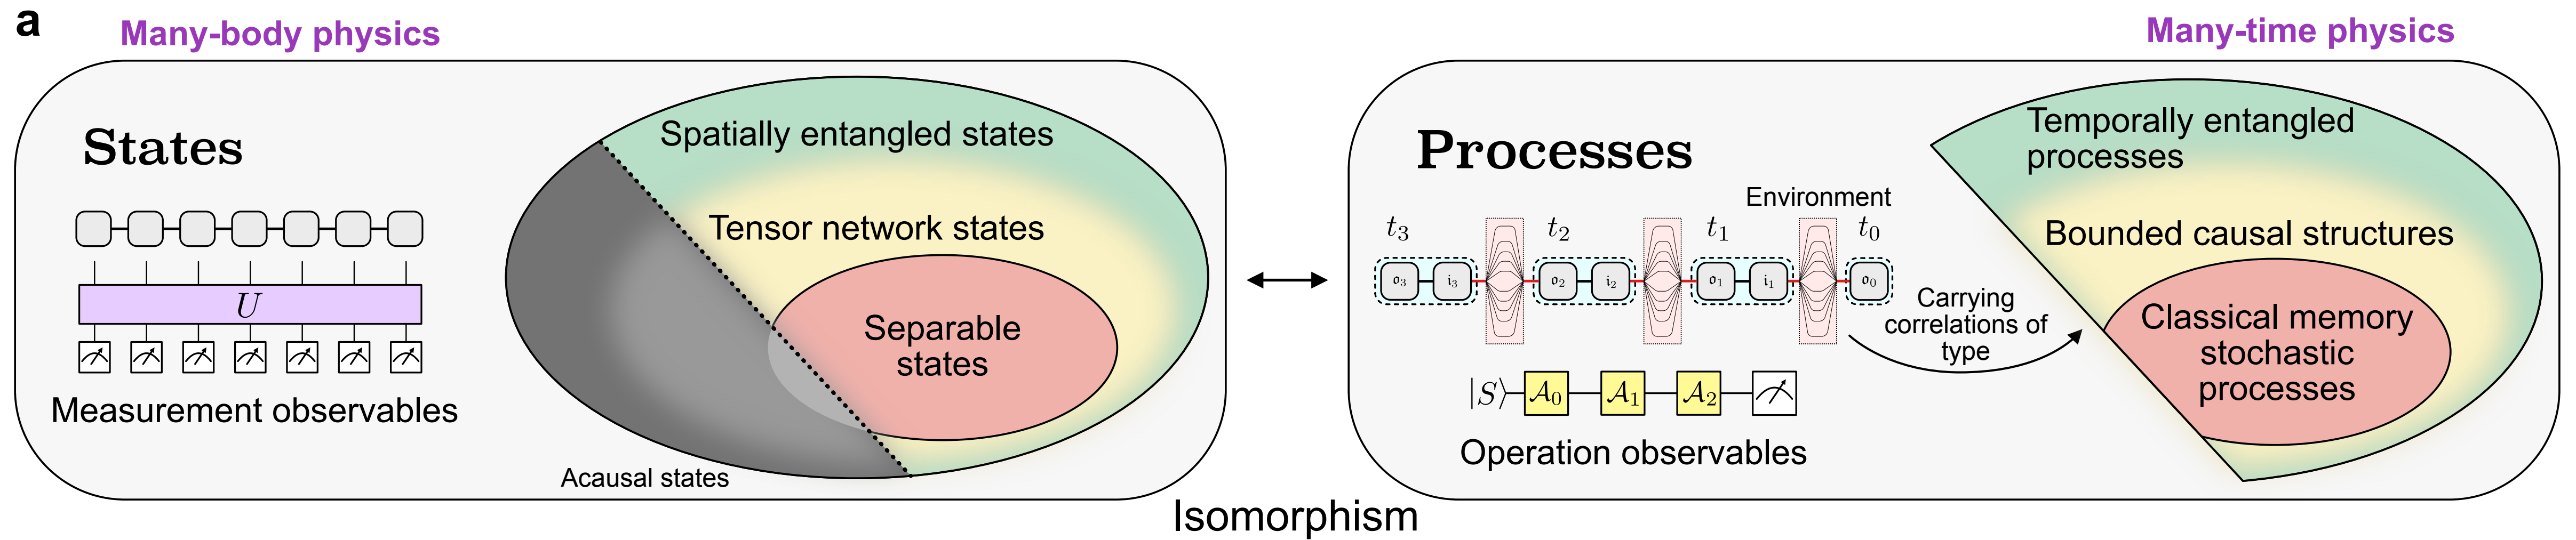 a
Many-body physics
States
U
Measurement observables
Spatially entangled states
Tensor network states
Separable
states
Acausal states
Isomorphism
Many-time physics
Processes
Environment
t₃
t₂
t₁
t₀
𝔬₃
𝔦₃
𝔬₂
𝔦₂
𝔬₁
𝔦₁
𝔬₀
|S⟩
𝒜₀
𝒜₁
𝒜₂
Operation observables
Carrying
correlations of
type
Temporally entangled
processes
Bounded causal structures
Classical memory
stochastic
processes